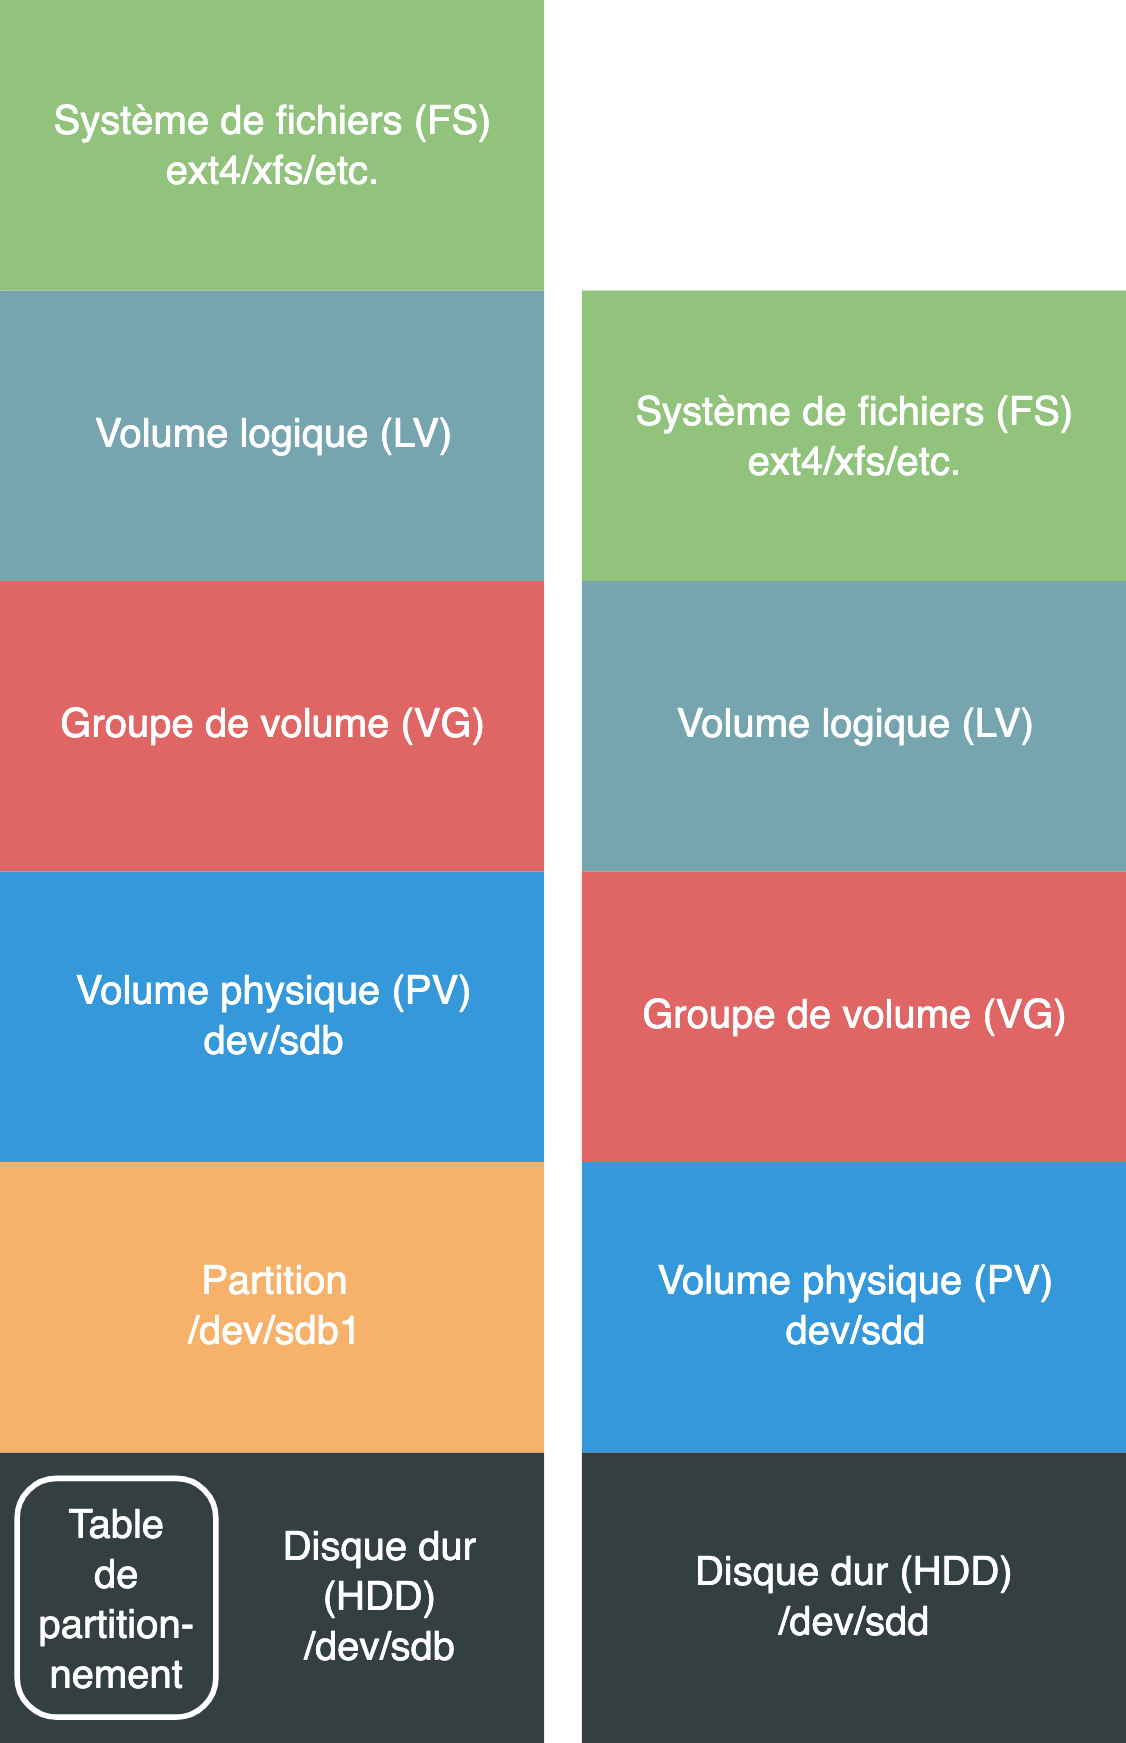 Système de fichiers (FS)
ext4/xfs/etc.
Volume logique (LV)
Groupe de volume (VG)
Volume physique (PV)
dev/sdb
Partition
/dev/sdb1
Table
de
partition-
nement
Disque dur
(HDD)
/dev/sdb
Système de fichiers (FS)
ext4/xfs/etc.
Volume logique (LV)
Groupe de volume (VG)
Volume physique (PV)
dev/sdd
Disque dur (HDD)
/dev/sdd